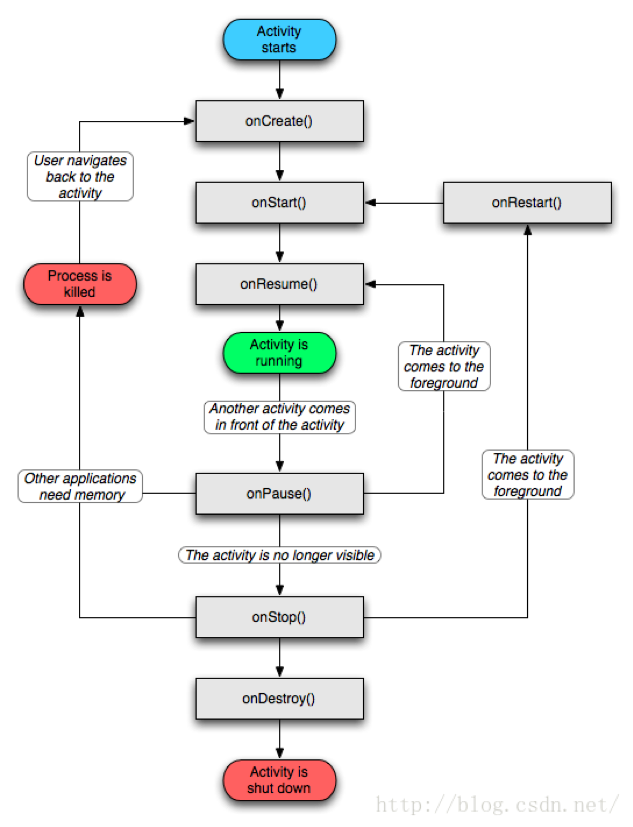 Activity
starts
onCreate()
User navigates
back to the
activity
onStart()
onRestart()
Process is
killed
onResume()
Activity is
running
The activity
comes to the
foreground
Another activity comes
in front of the activity
The activity
comes to the
foreground
Other applications
need memory
onPause()
The activity is no longer visible
onStop()
onDestroy()
Activity is
shut down
http://blog.csdn.net/